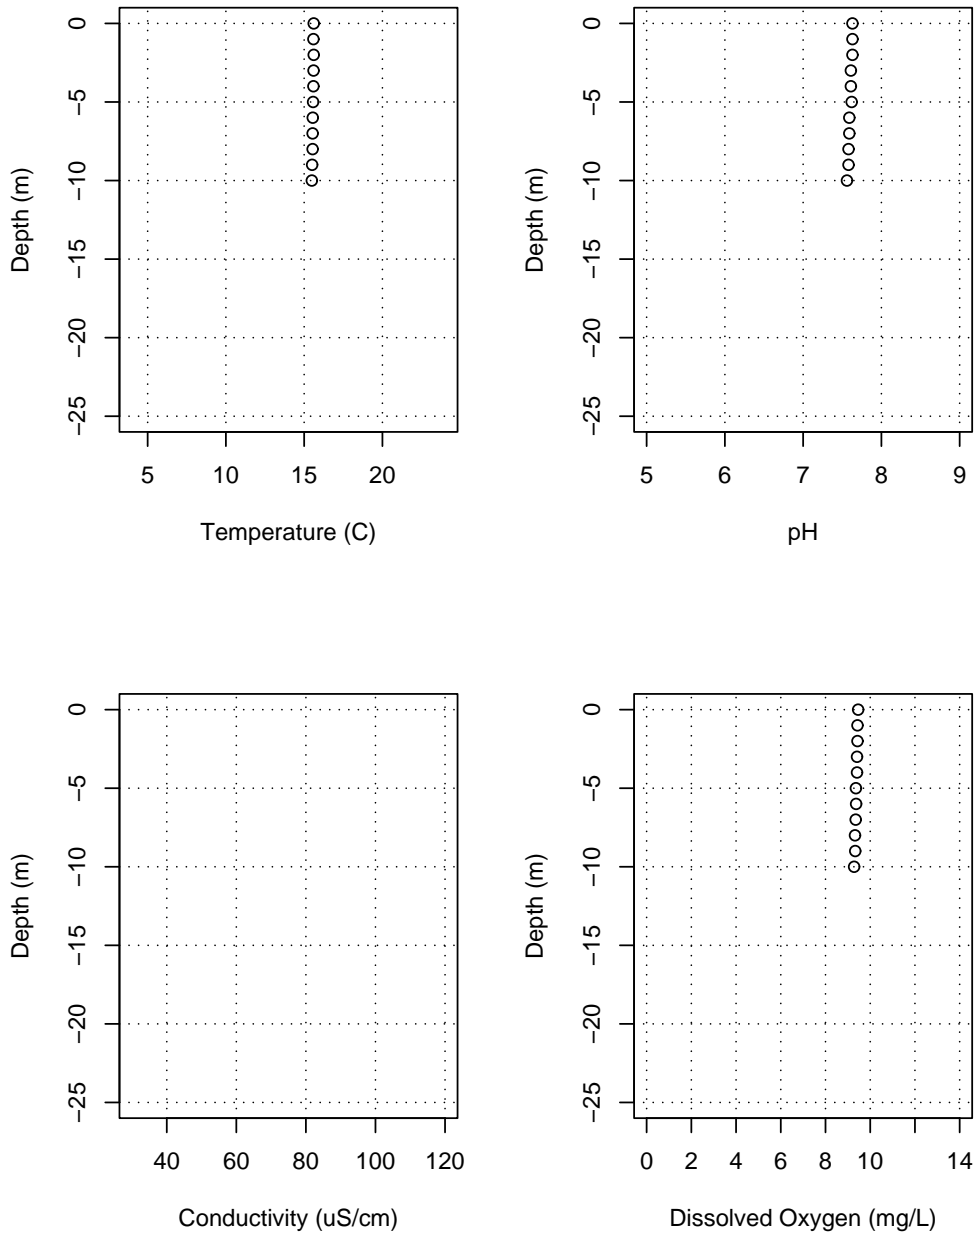 0
−5
−10
−15
−20
−25
Depth (m)
5 10 15 20
Temperature (C)
0
−5
−10
−15
−20
−25
Depth (m)
5 6 7 8 9
pH
0
−5
−10
−15
−20
−25
Depth (m)
40 60 80 100 120
Conductivity (uS/cm)
0
−5
−10
−15
−20
−25
Depth (m)
0 2 4 6 8 10 14
Dissolved Oxygen (mg/L)